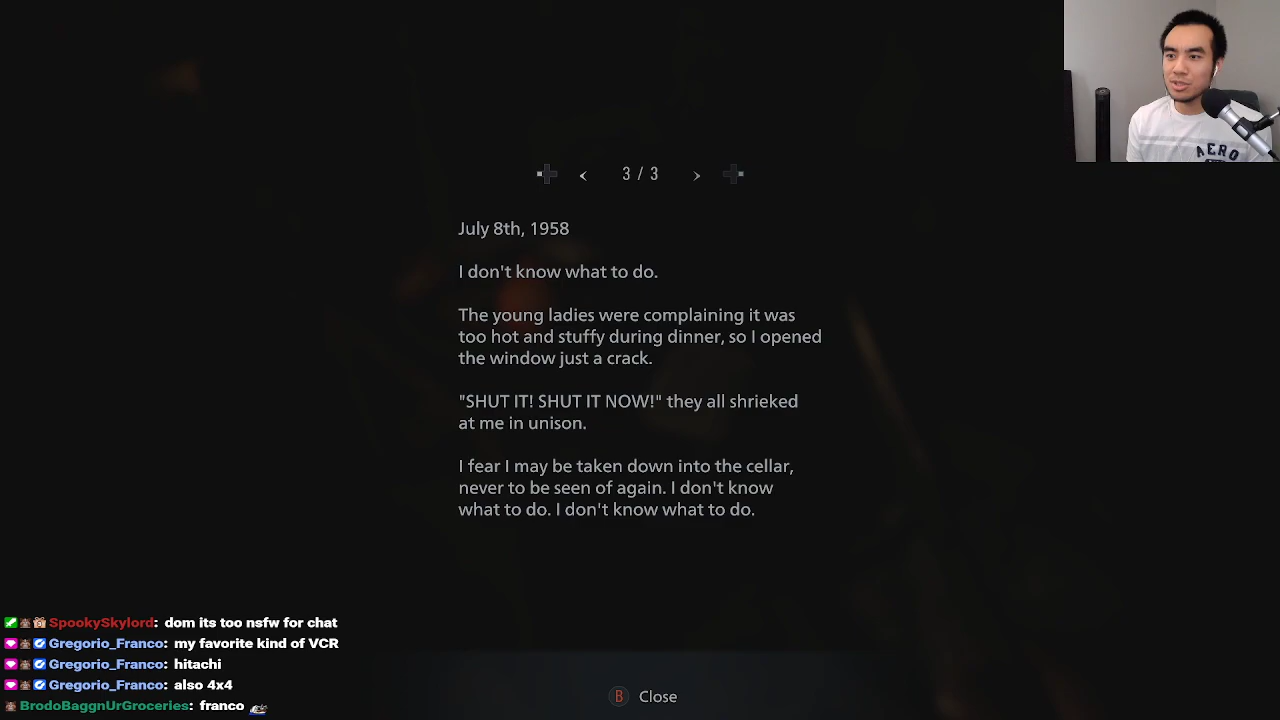 3 / 3
July 8th, 1958
I don't know what to do.
The young ladies were complaining it was
too hot and stuffy during dinner, so I opened
the window just a crack.
"SHUT IT! SHUT IT NOW!" they all shrieked
at me in unison.
I fear I may be taken down into the cellar,
never to be seen of again. I don't know
what to do. I don't know what to do.
AERO
SpookySkylord: dom its too nsfw for chat
Gregorio_Franco: my favorite kind of VCR
Gregorio_Franco: hitachi
Gregorio_Franco: also 4x4
BrodoBaggnUrGroceries: franco
B Close